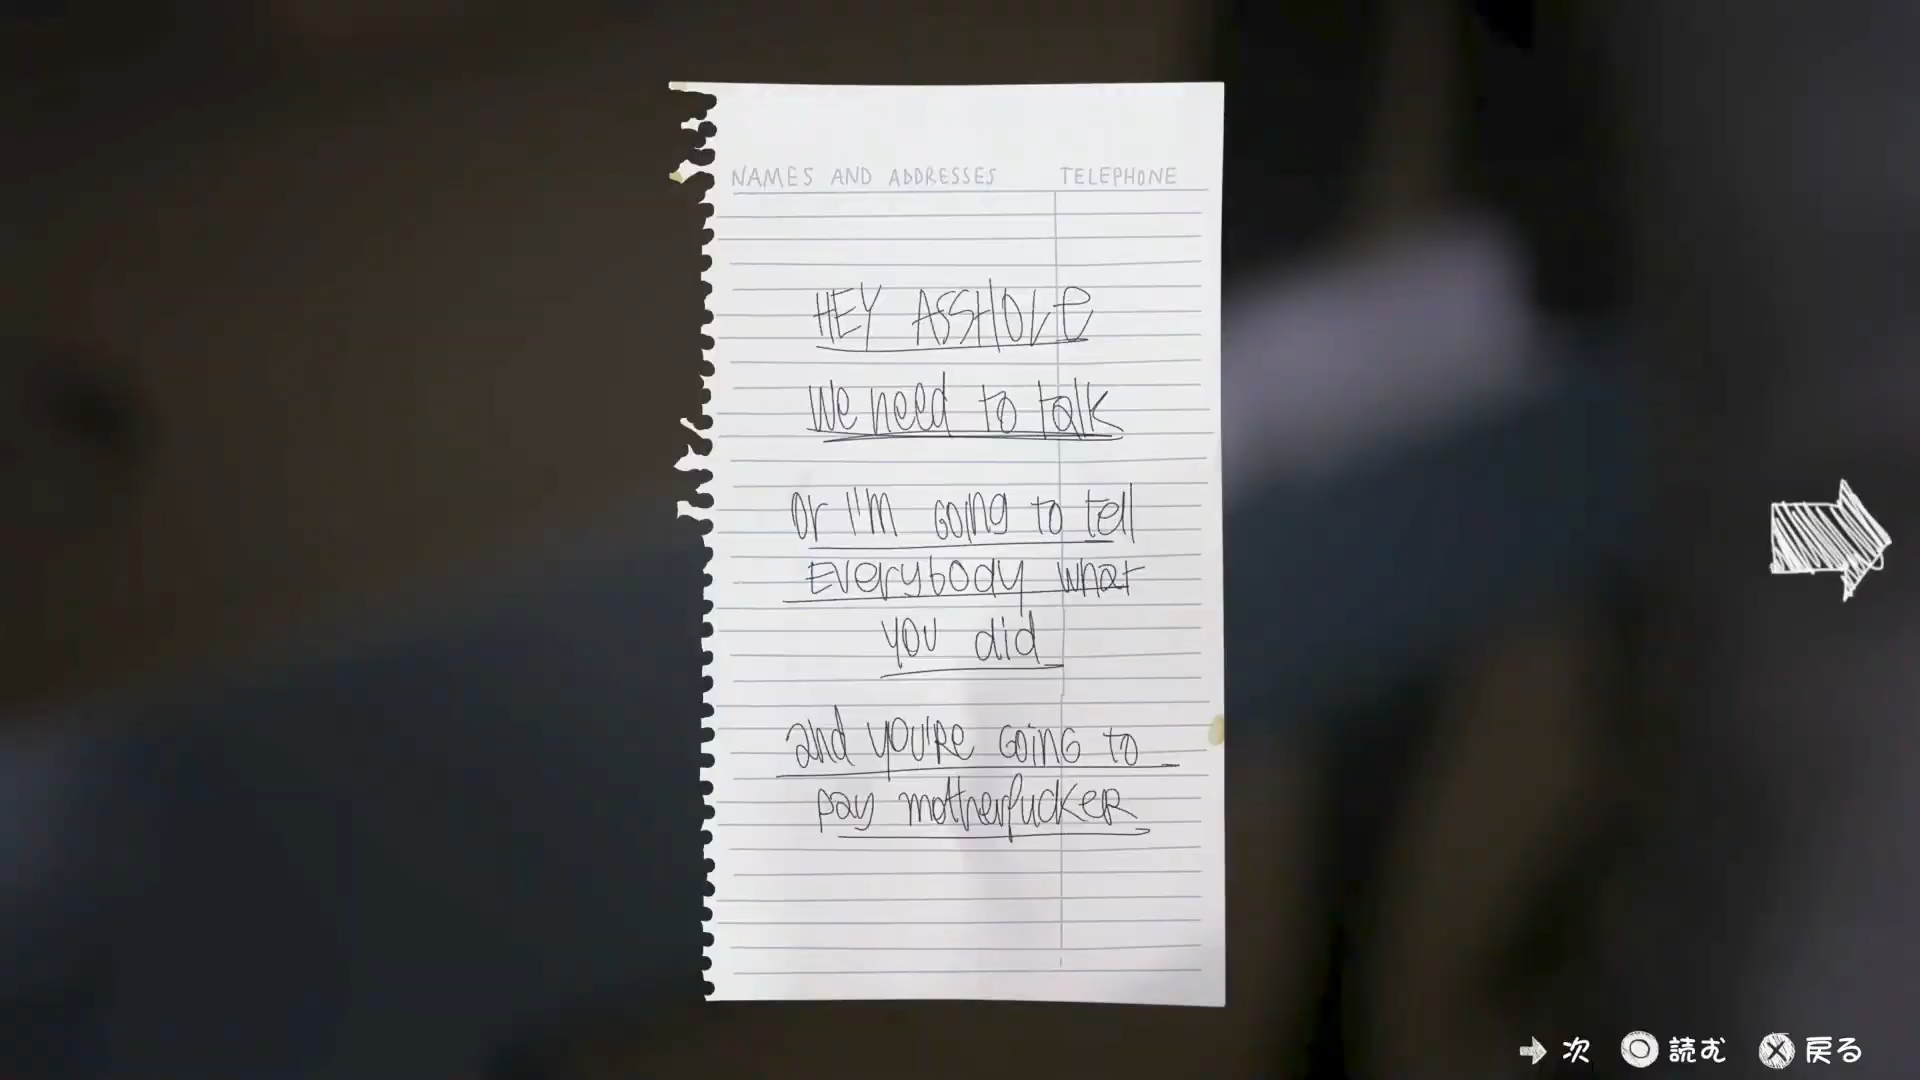 NAMES AND ADDRESSES TELEPHONE
HEY ASSHOLE
We need to talk
or I'm going to tell
Everybody what
you did
and you're GOING to
pay motherfucker
次 読む 戻る